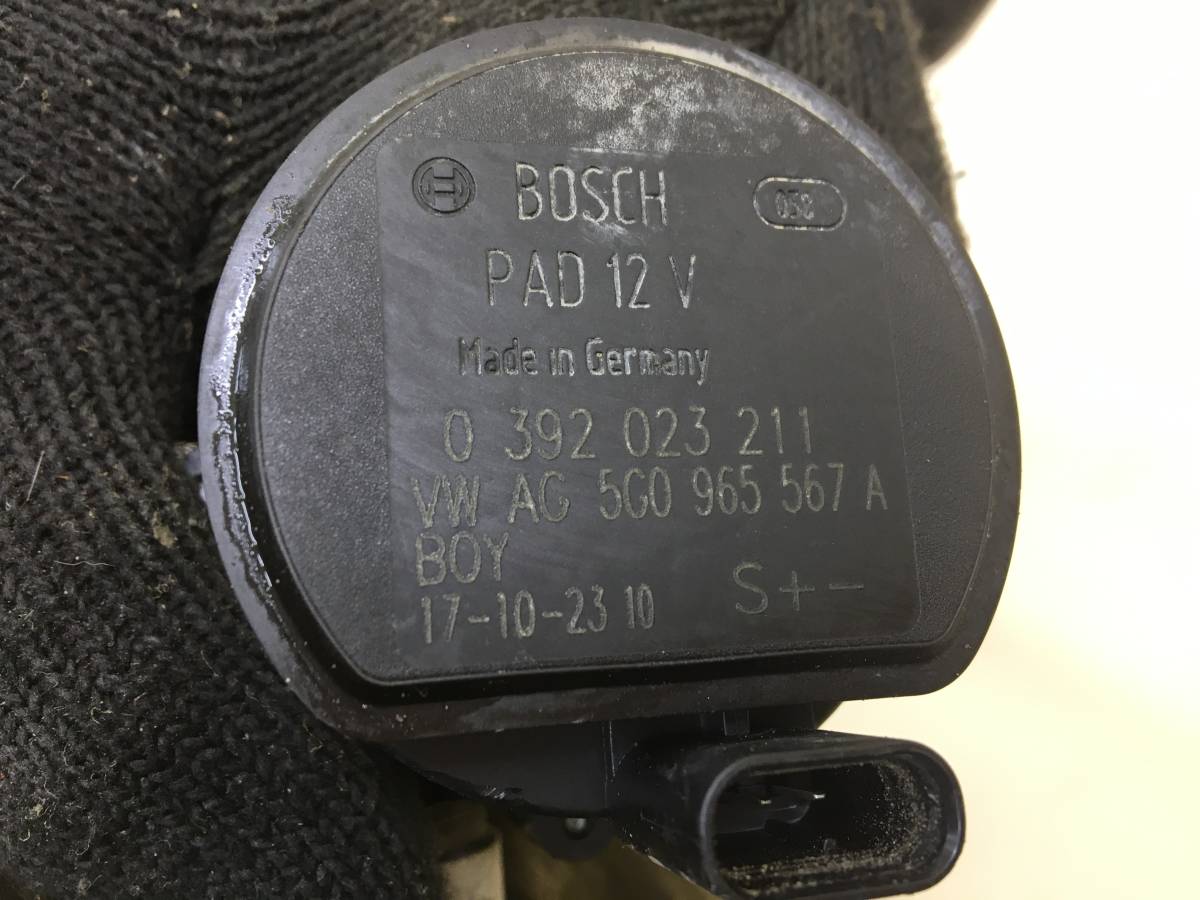 BOSCH 058
PAD 12 V
Made in Germany
0 392 023 211
VW AG 5G0 965 567 A
BOY
17-10-23 10 S+-